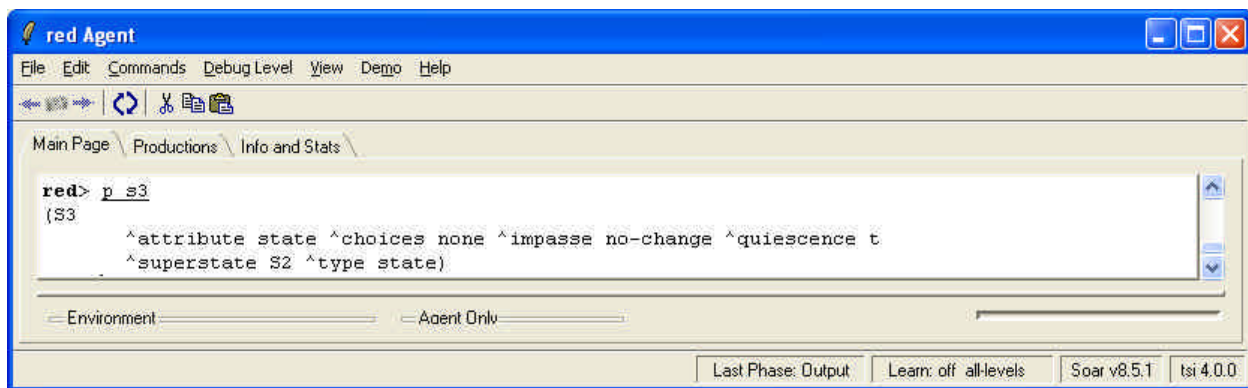 red Agent
File Edit Commands Debug Level View Demo Help
Main Page Productions Info and Stats
red> p s3
(S3
^attribute state ^choices none ^impasse no-change ^quiescence t
^superstate S2 ^type state)
Environment Agent Only
Last Phase: Output Learn: off all-levels Soar v8.5.1 tsi 4.0.0